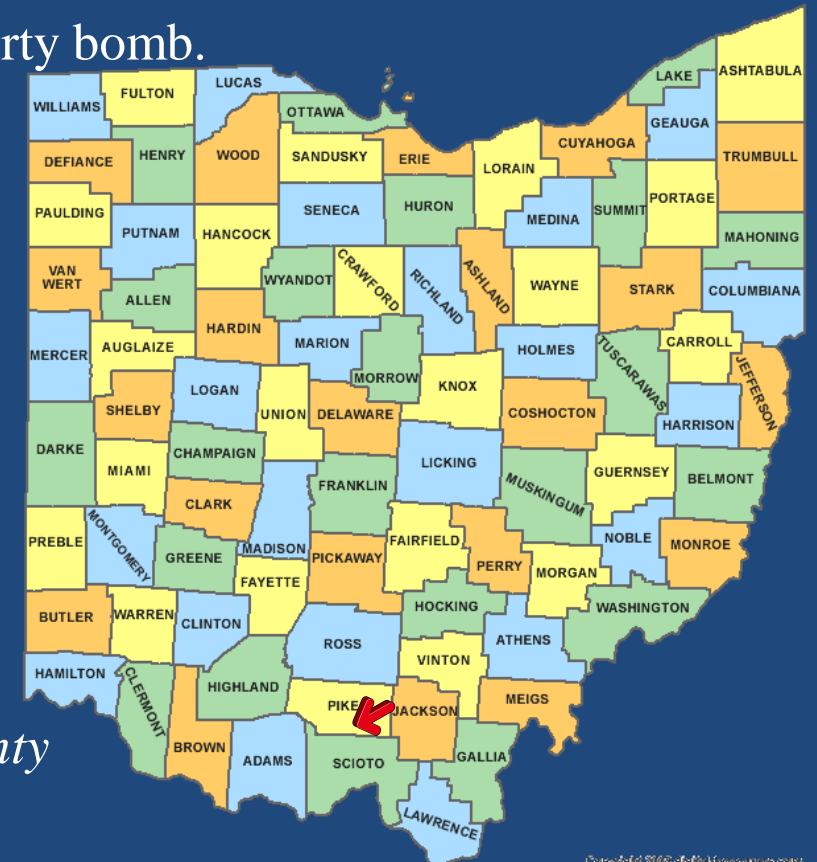 rty bomb.
LAKE
ASHTABULA
LUCAS
FULTON
WILLIAMS
OTTAWA
GEAUGA
CUYAHOGA
DEFIANCE
HENRY
WOOD
SANDUSKY
ERIE
LORAIN
TRUMBULL
PAULDING
PUTNAM
HANCOCK
SENECA
HURON
MEDINA
SUMMIT
PORTAGE
MAHONING
VAN
WERT
ALLEN
WYANDOT
CRAWFORD
RICHLAND
ASHLAND
WAYNE
STARK
COLUMBIANA
HARDIN
MERCER
AUGLAIZE
MARION
MORROW
HOLMES
TUSCARAWAS
CARROLL
JEFFERSON
LOGAN
UNION
DELAWARE
KNOX
SHELBY
COSHOCTON
HARRISON
DARKE
CHAMPAIGN
MIAMI
LICKING
FRANKLIN
MUSKINGUM
GUERNSEY
BELMONT
CLARK
PREBLE
MONTGOMERY
GREENE
MADISON
PICKAWAY
FAIRFIELD
PERRY
MORGAN
NOBLE
MONROE
FAYETTE
BUTLER
WARREN
CLINTON
HOCKING
WASHINGTON
ROSS
ATHENS
HAMILTON
CLERMONT
HIGHLAND
VINTON
PIKE
JACKSON
MEIGS
nty
BROWN
ADAMS
SCIOTO
GALLIA
LAWRENCE